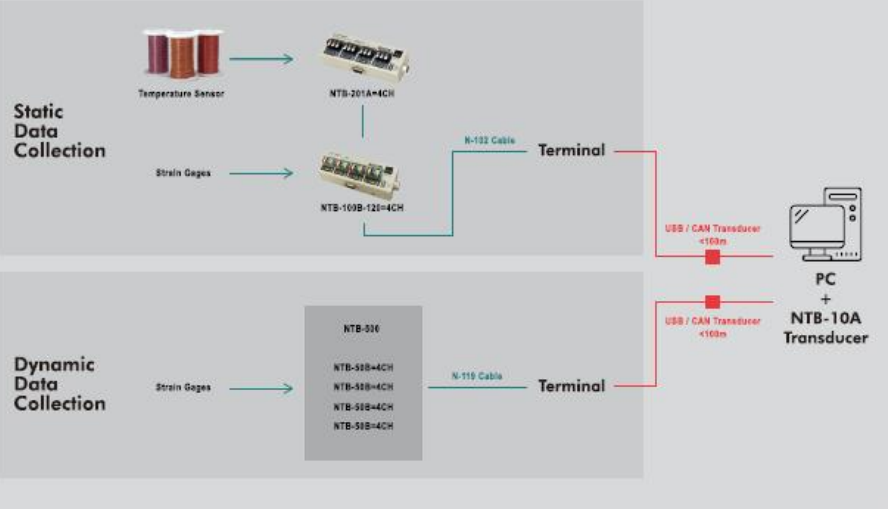 Temperature Sensor
NTB-201A=4CH
Static
Data
Collection
N-102 Cable
Terminal
Strain Gages
NTB-100B-120=4CH
USB / CAN Transducer
<100m
PC
+
NTB-10A
Transducer
USB / CAN Transducer
<100m
Dynamic
Data
Collection
Strain Gages
NTB-500
NTB-50B=4CH
NTB-50B=4CH
NTB-50B=4CH
NTB-50B=4CH
N-119 Cable
Terminal